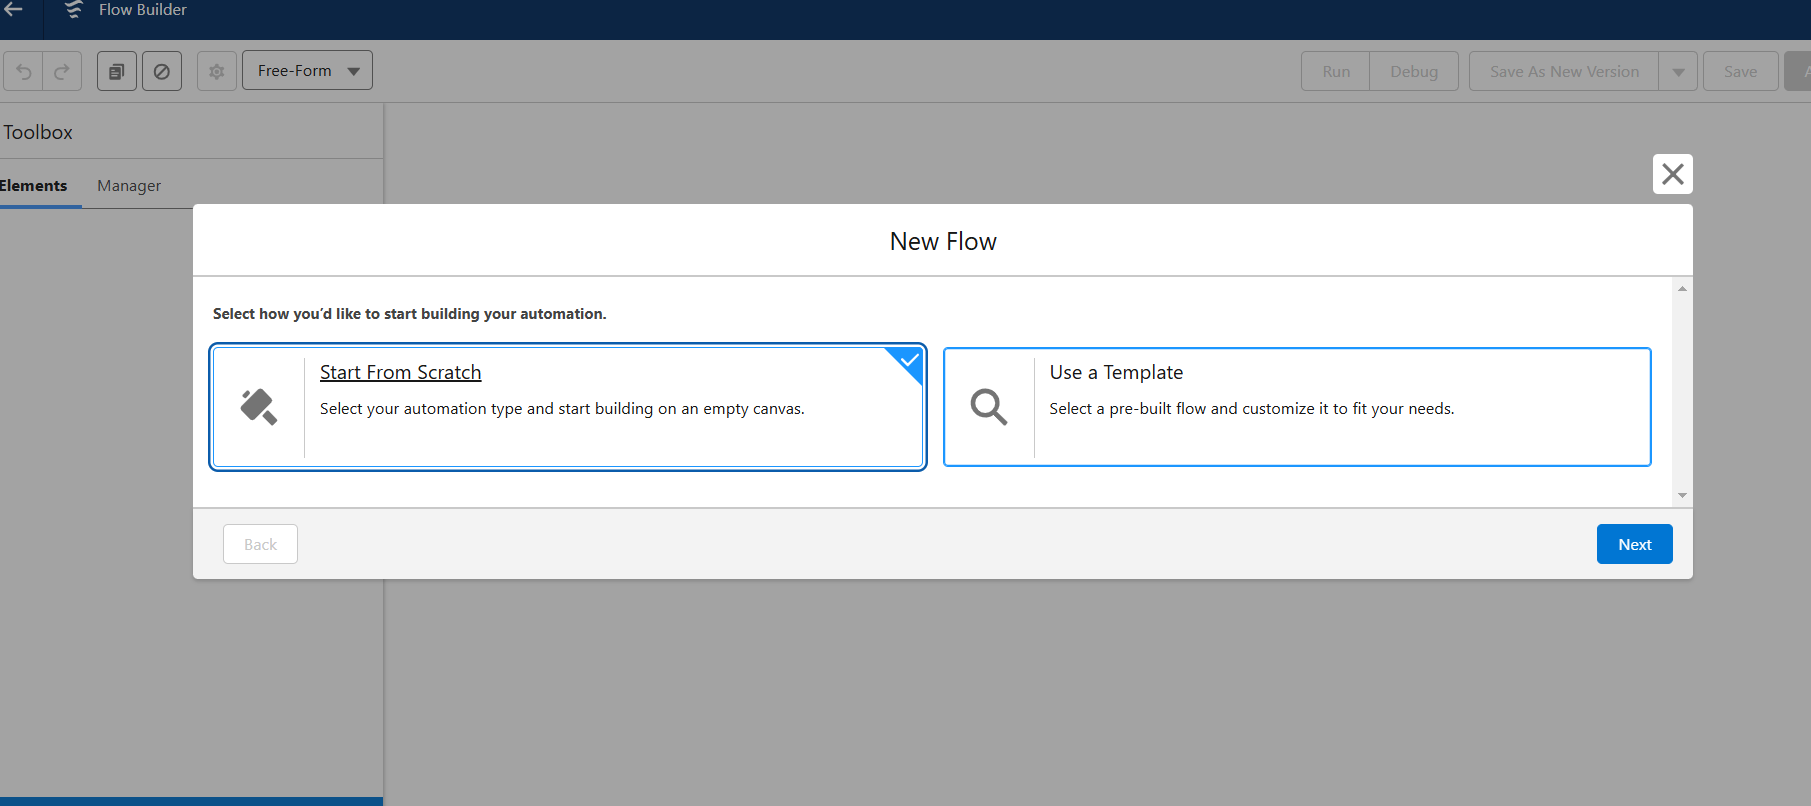 Flow Builder
Free-Form
Run
Debug
Save As New Version
Save
Toolbox
Elements
Manager
New Flow
Select how you'd like to start building your automation.
Start From Scratch
Select your automation type and start building on an empty canvas.
Use a Template
Select a pre-built flow and customize it to fit your needs.
Back
Next